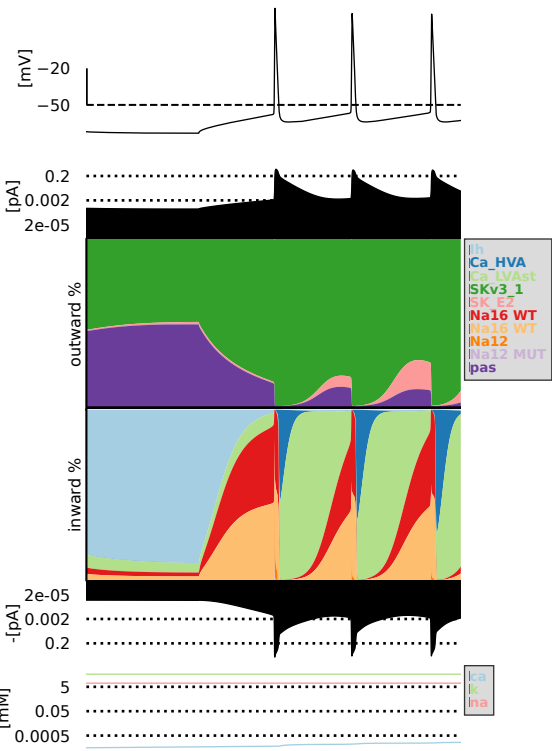 [mV]
−20
−50
[pA]
0.2
0.002
2e-05
outward %
Ih
Ca_HVA
Ca_LVAst
SKv3_1
SK_E2
Na16 WT
Na16 WT
Na12
Na12 MUT
pas
inward %
-[pA]
2e-05
0.002
0.2
[mM]
5
0.05
0.0005
ca
k
na